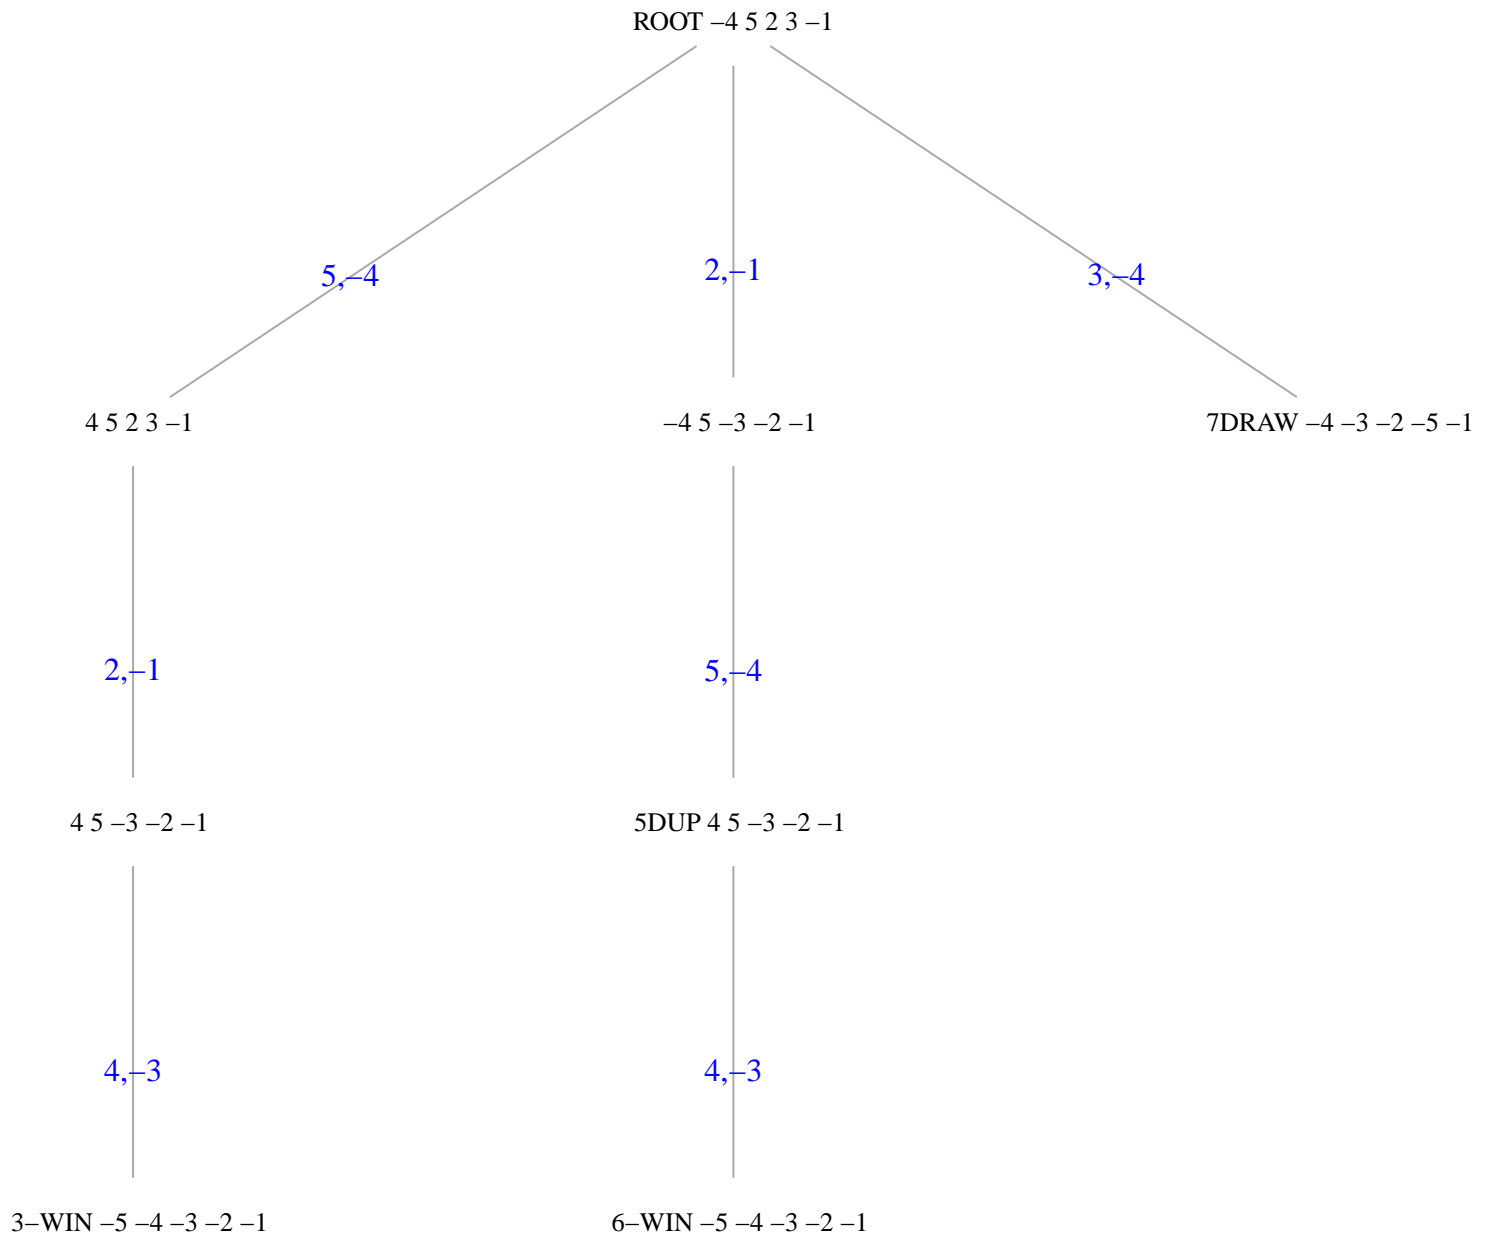 ROOT –4 5 2 3 –1
5,–4
2,–1
3,–4
4 5 2 3 –1
–4 5 –3 –2 –1
7DRAW –4 –3 –2 –5 –1
2,–1
5,–4
4 5 –3 –2 –1
5DUP 4 5 –3 –2 –1
4,–3
4,–3
3–WIN –5 –4 –3 –2 –1
6–WIN –5 –4 –3 –2 –1